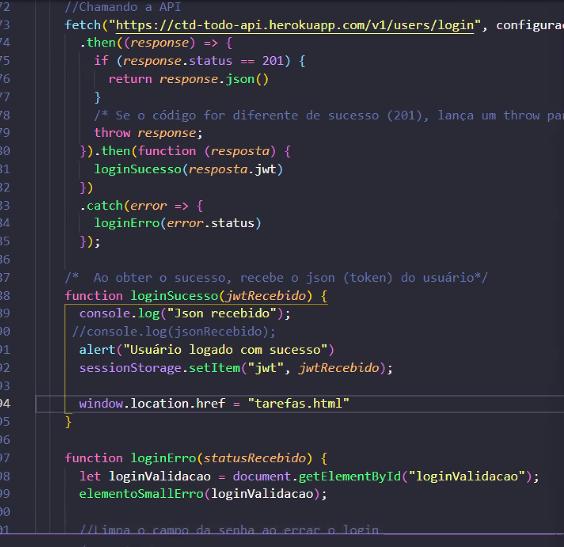 72 //Chamando a API
73 fetch("https://ctd-todo-api.herokuapp.com/v1/users/login", configurac
74 .then((response) => {
75 if (response.status == 201) {
76 return response.json()
77 }
78 /* Se o código for diferente de sucesso (201), lança um throw par
79 throw response;
80 }).then(function (resposta) {
81 loginSucesso(resposta.jwt)
82 })
83 .catch(error => {
84 loginErro(error.status)
85 });
86
87 /* Ao obter o sucesso, recebe o json (token) do usuário*/
88 function loginSucesso(jwtRecebido) {
89 console.log("Json recebido");
90 //console.log(jsonRecebido);
91 alert("Usuário logado com sucesso")
92 sessionStorage.setItem("jwt", jwtRecebido);
93
94 window.location.href = "tarefas.html"
95 }
96
97 function loginErro(statusRecebido) {
98 let loginValidacao = document.getElementById("loginValidacao");
99 elementoSmallErro(loginValidacao);
00
01 //Limpa o campo da senha ao errar o login